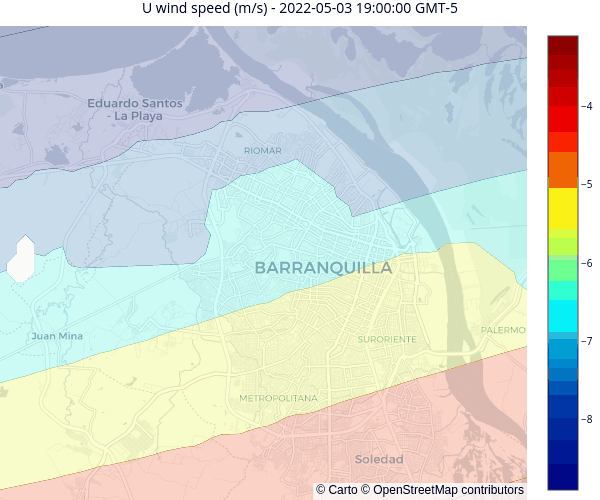 U wind speed (m/s) - 2022-05-03 19:00:00 GMT-5
Eduardo Santos
- La Playa
RIOMAR
BARRANQUILLA
Juan Mina
SURORIENTE
PALERMO
METROPOLITANA
Soledad
−4
−5
−6
−7
−8
© Carto © OpenStreetMap contributors